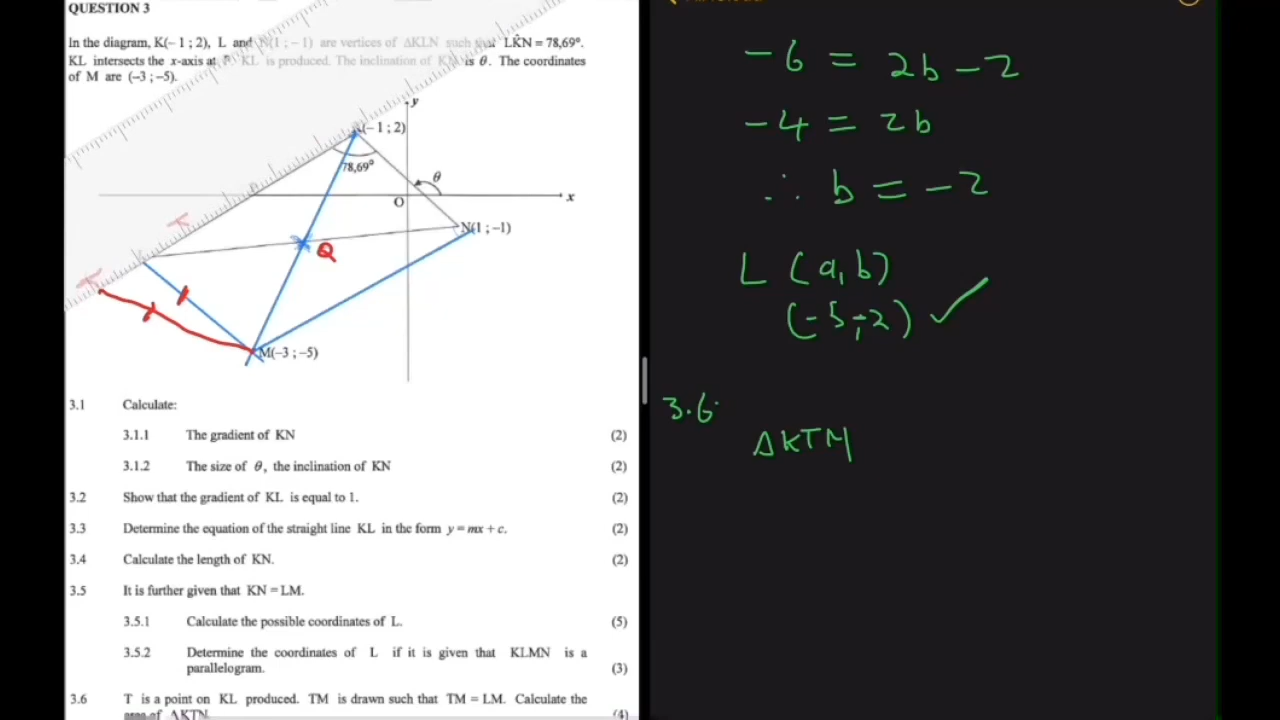 QUESTION 3
In the diagram, K(– 1 ; 2), L and N(1 ; – 1) are vertices of ΔKLN such that LK̂N = 78,69°.
KL intersects the x-axis at P. KL is produced. The inclination of KN is θ. The coordinates
of M are (–3 ; –5).
y
(– 1 ; 2)
78,69°
θ
O
x
N(1 ; –1)
T
Q
T
M(–3 ; –5)
3.1 Calculate:
3.1.1 The gradient of KN (2)
3.1.2 The size of θ, the inclination of KN (2)
3.2 Show that the gradient of KL is equal to 1. (2)
3.3 Determine the equation of the straight line KL in the form y = mx + c. (2)
3.4 Calculate the length of KN. (2)
3.5 It is further given that KN = LM.
3.5.1 Calculate the possible coordinates of L. (5)
3.5.2 Determine the coordinates of L if it is given that KLMN is a
parallelogram. (3)
3.6 T is a point on KL produced. TM is drawn such that TM = LM. Calculate the
area of ΔKTN. (4)
-6 = 2b - 2
-4 = 2b
∴ b = -2
L (a, b)
(-5, -2) ✓
3.6.
ΔKTM